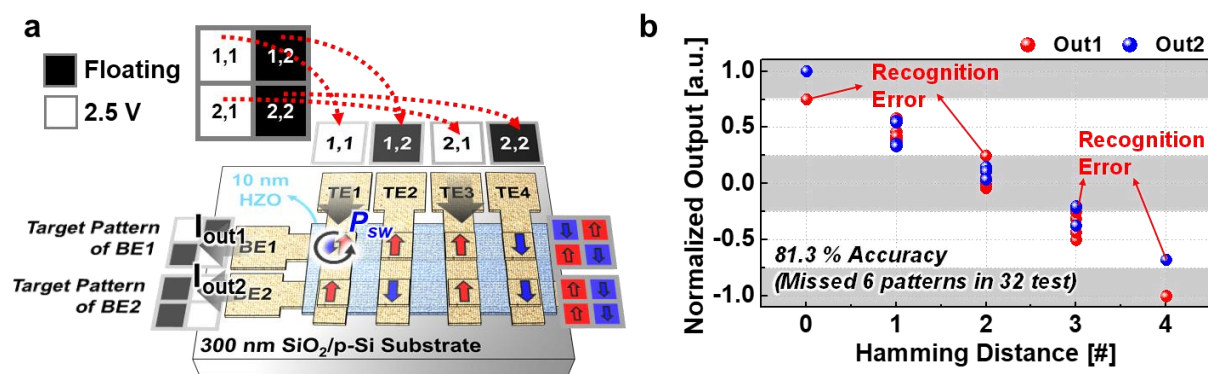 a
Floating
2.5 V
1,1
1,2
2,1
2,2
1,1
1,2
2,1
2,2
10 nm
HZO
TE1
TE2
TE3
TE4
Target Pattern
of BE1
Target Pattern
of BE2
Iout1
Iout2
BE1
BE2
PSW
300 nm SiO2/p-Si Substrate
b
Out1
Out2
Normalized Output [a.u.]
1.0
0.5
0.0
-0.5
-1.0
Recognition
Error
Recognition
Error
81.3 % Accuracy
(Missed 6 patterns in 32 test)
0
1
2
3
4
Hamming Distance [#]